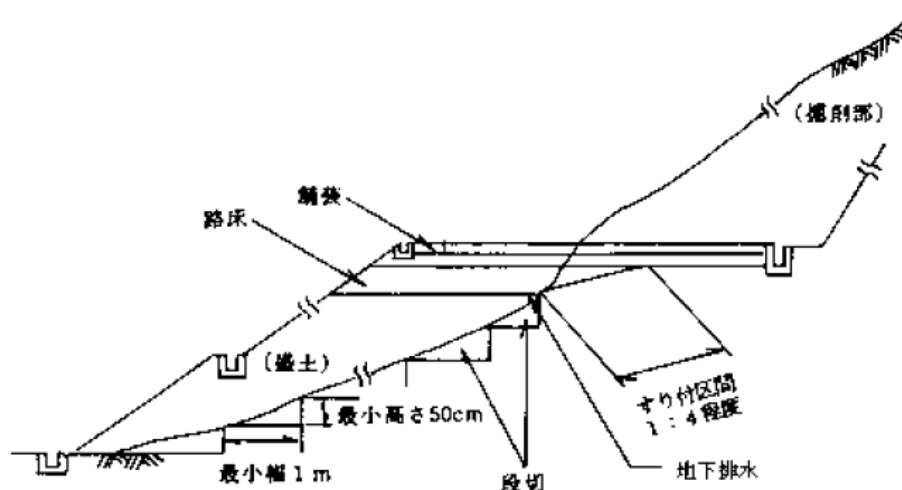 (掘削部)
舗装
路床
(盛土)
すり付区間
1:4程度
最小高さ50cm
最小幅1m
段切
地下排水